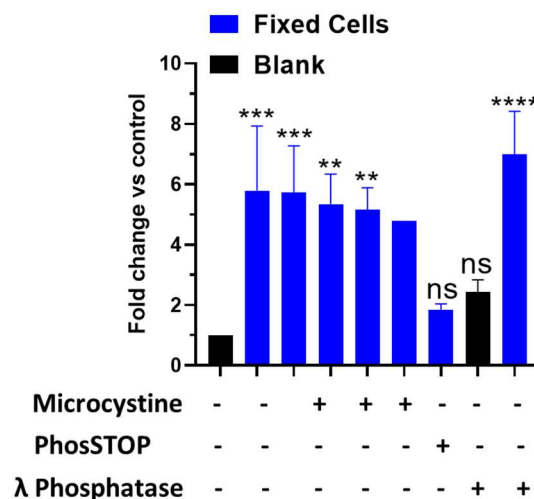 Fixed Cells
Blank
Fold change vs control
10
8
6
4
2
0
***
***
**
**
ns
ns
****
Microcystine - - - + + + - - -
PhosSTOP - - - - - - + - -
λ Phosphatase - - - - - - - + +